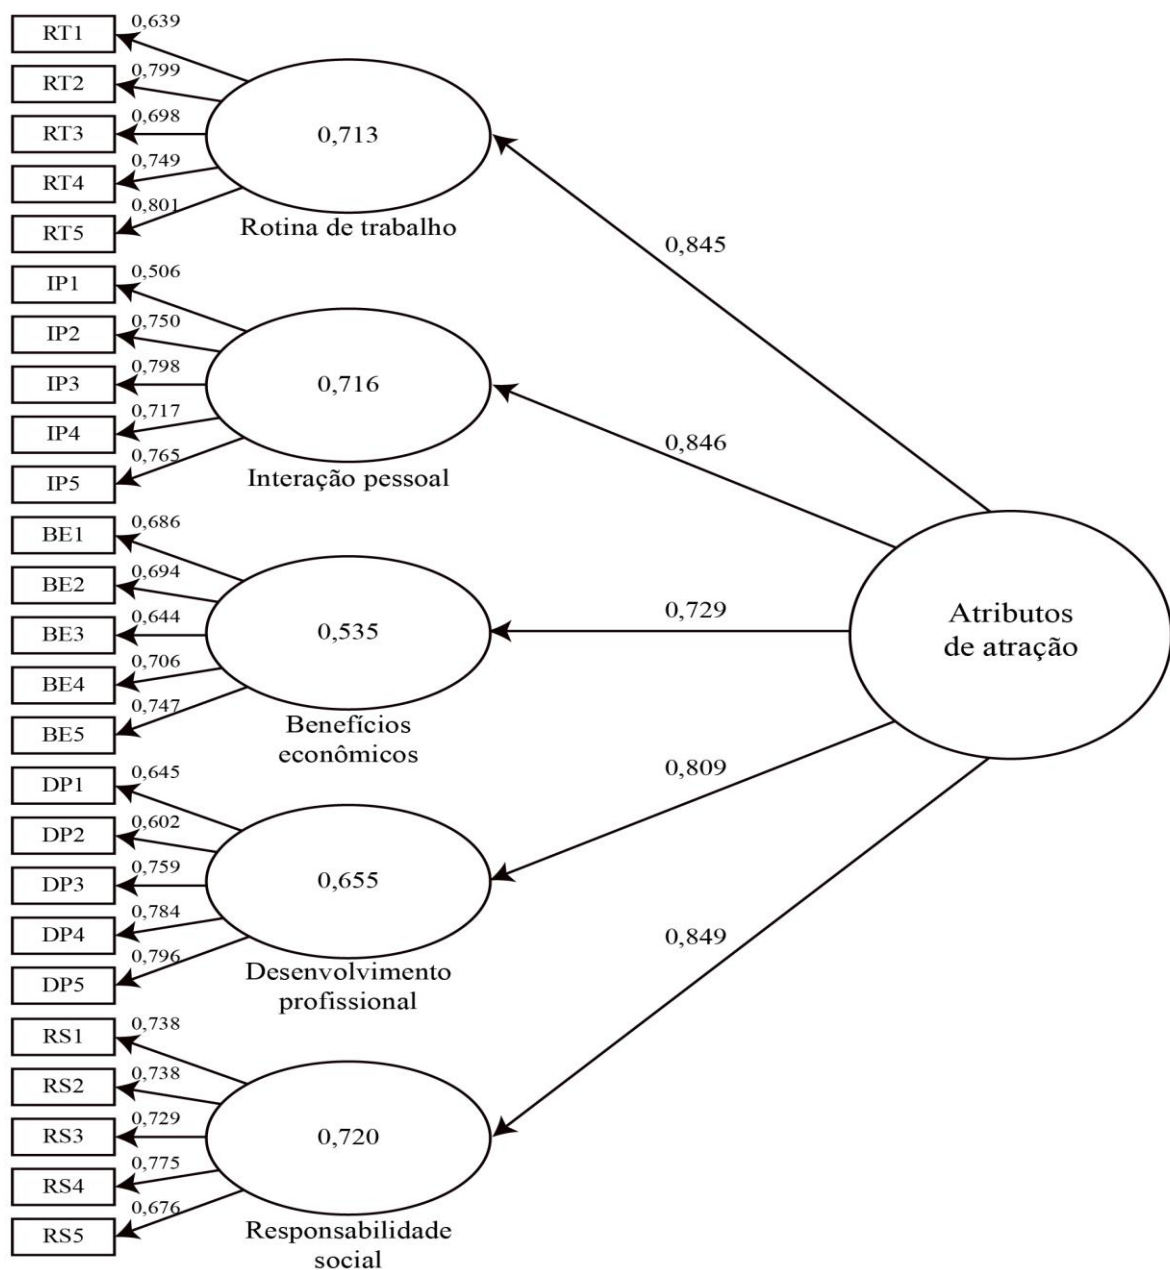 RT1
0,639
RT2
0,799
RT3
0,698
RT4
0,749
RT5
0,801
0,713
Rotina de trabalho
0,845
IP1
0,506
IP2
0,750
IP3
0,798
IP4
0,717
IP5
0,765
0,716
Interação pessoal
0,846
BE1
0,686
BE2
0,694
BE3
0,644
BE4
0,706
BE5
0,747
0,535
Benefícios
econômicos
0,729
Atributos
de atração
DP1
0,645
DP2
0,602
DP3
0,759
DP4
0,784
DP5
0,796
0,655
Desenvolvimento
profissional
0,809
RS1
0,738
RS2
0,738
RS3
0,729
RS4
0,775
RS5
0,676
0,720
Responsabilidade
social
0,849